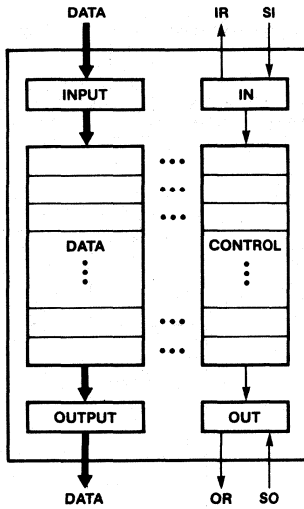 DATA IR SI
INPUT IN
DATA CONTROL
OUTPUT OUT
DATA OR SO